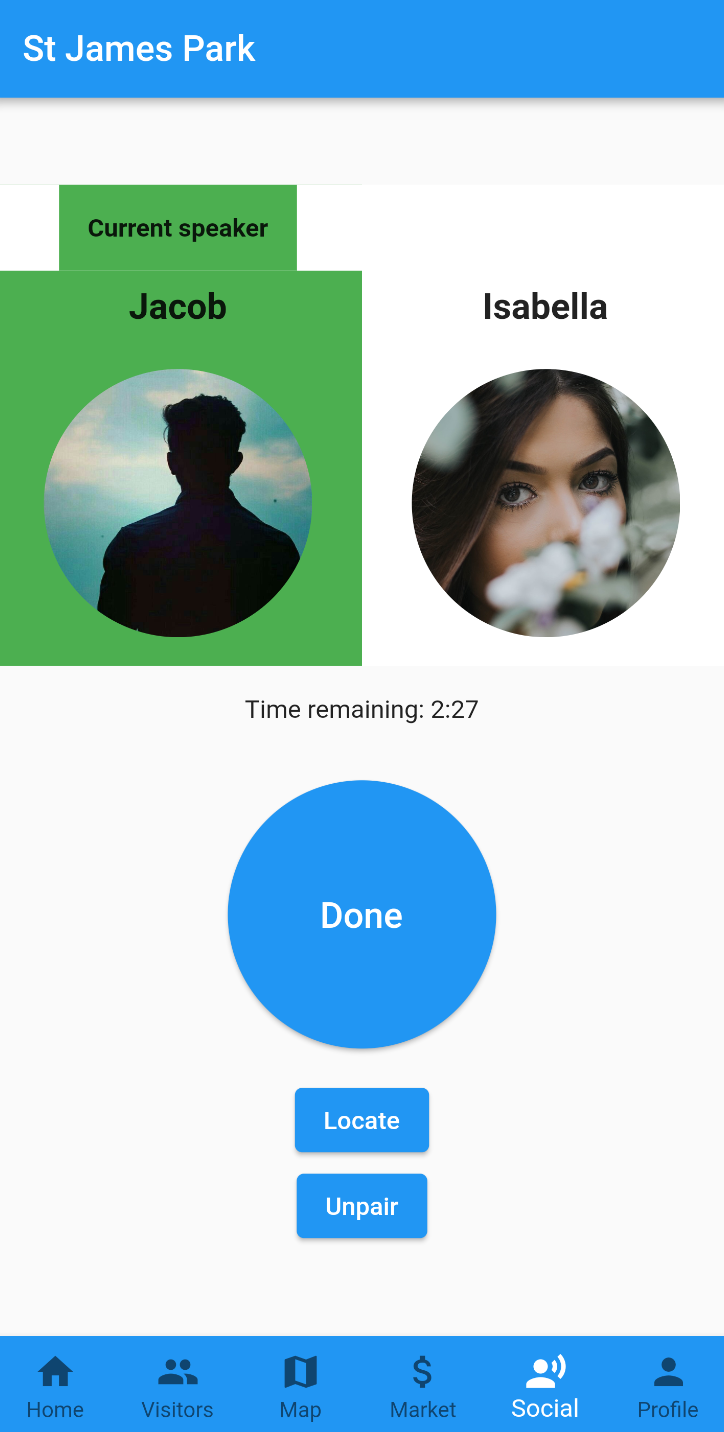 St James Park
Current speaker
Jacob
Isabella
Time remaining: 2:27
Done
Locate
Unpair
Home
Visitors
Map
Market
Social
Profile